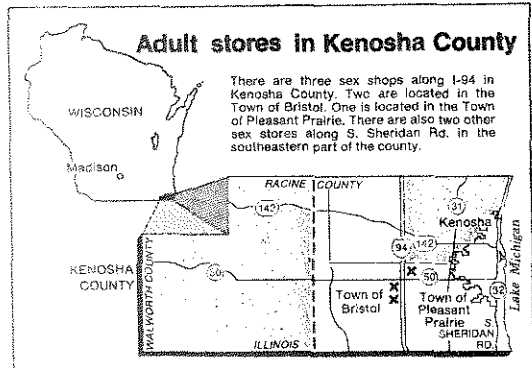 Adult stores in Kenosha County
There are three sex shops along I-94 in
Kenosha County. Two are located in the
Town of Bristol. One is located in the Town
of Pleasant Prairie. There are also two other
sex stores along S. Sheridan Rd. in the
southeastern part of the county.
WISCONSIN
Madison
RACINE COUNTY
142
31
Kenosha
94
142
KENOSHA
COUNTY
WALWORTH COUNTY
50
50
32
Lake Michigan
Town of
Bristol
Town of
Pleasant
Prairie
S.
SHERIDAN
RD.
ILLINOIS